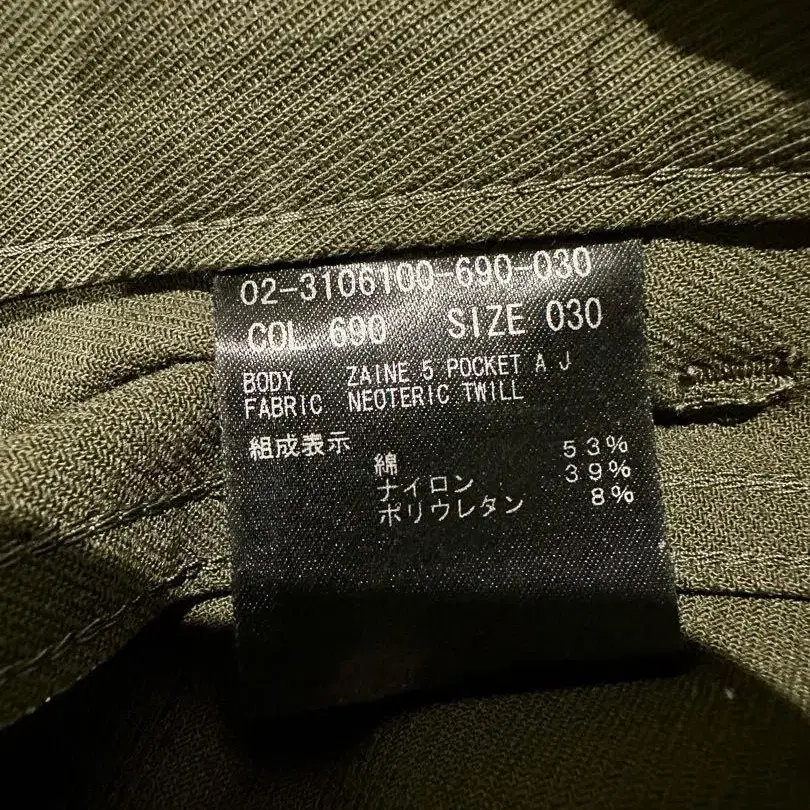 02-3106100-690-030
COL 690 SIZE 030
BODY ZAINE 5 POCKET A J
FABRIC NEOTERIC TWILL
組成表示
綿 53%
ナイロン 39%
ポリウレタン 8%